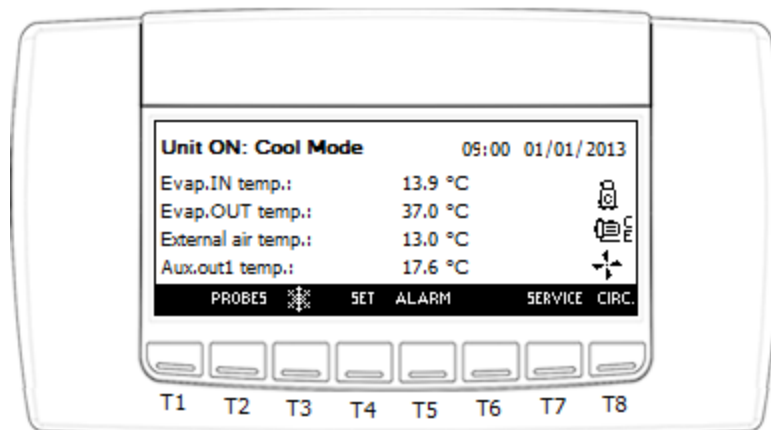 Unit ON: Cool Mode 09:00 01/01/2013
Evap.IN temp.: 13.9 °C
Evap.OUT temp.: 37.0 °C
External air temp.: 13.0 °C
Aux.out1 temp.: 17.6 °C
C
C
E
PROBES SET ALARM SERVICE CIRC.
T1 T2 T3 T4 T5 T6 T7 T8